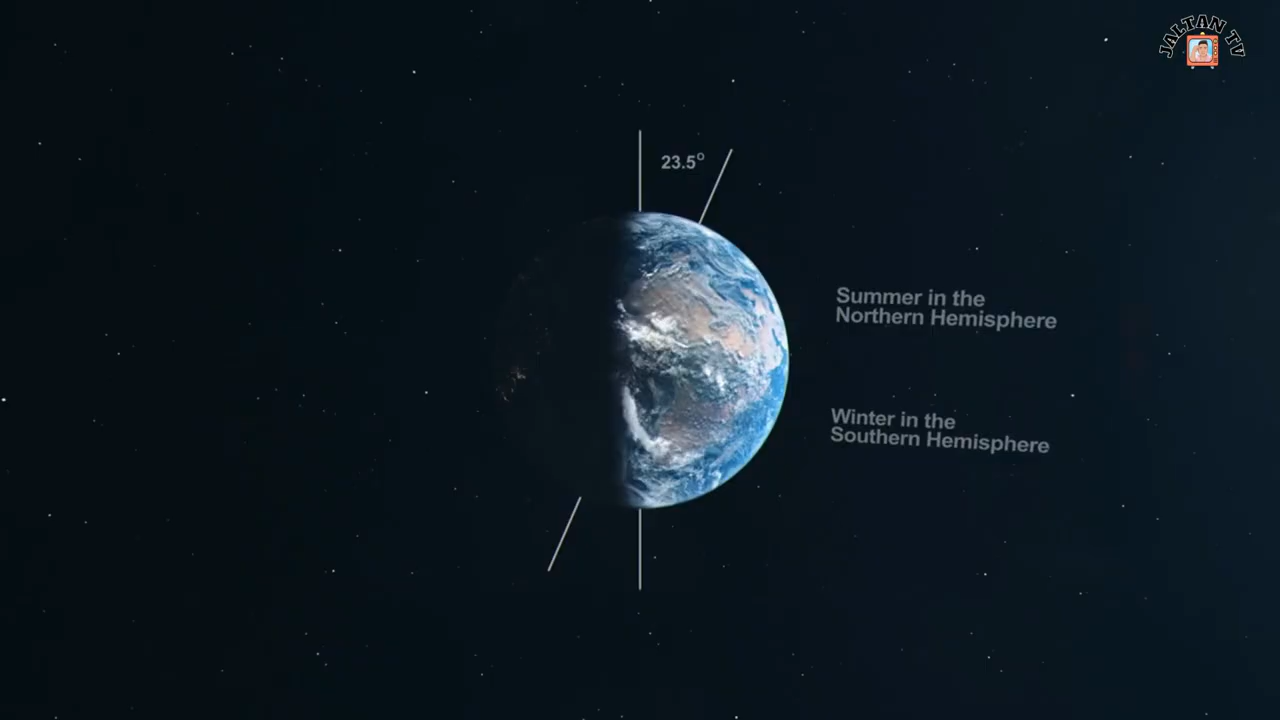 JALTAN TV
23.5°
Summer in the
Northern Hemisphere
Winter in the
Southern Hemisphere